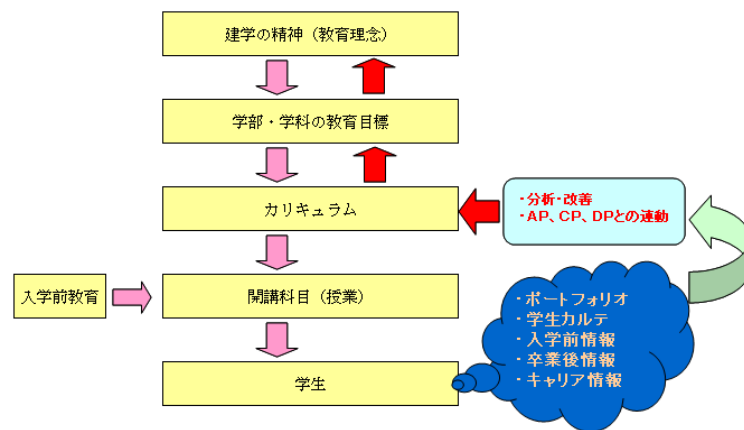 建学の精神（教育理念）
学部・学科の教育目標
カリキュラム
・分析・改善
・AP、CP、DPとの連動
入学前教育
開講科目（授業）
・ポートフォリオ
・学生カルテ
・入学前情報
・卒業後情報
・キャリア情報
学生